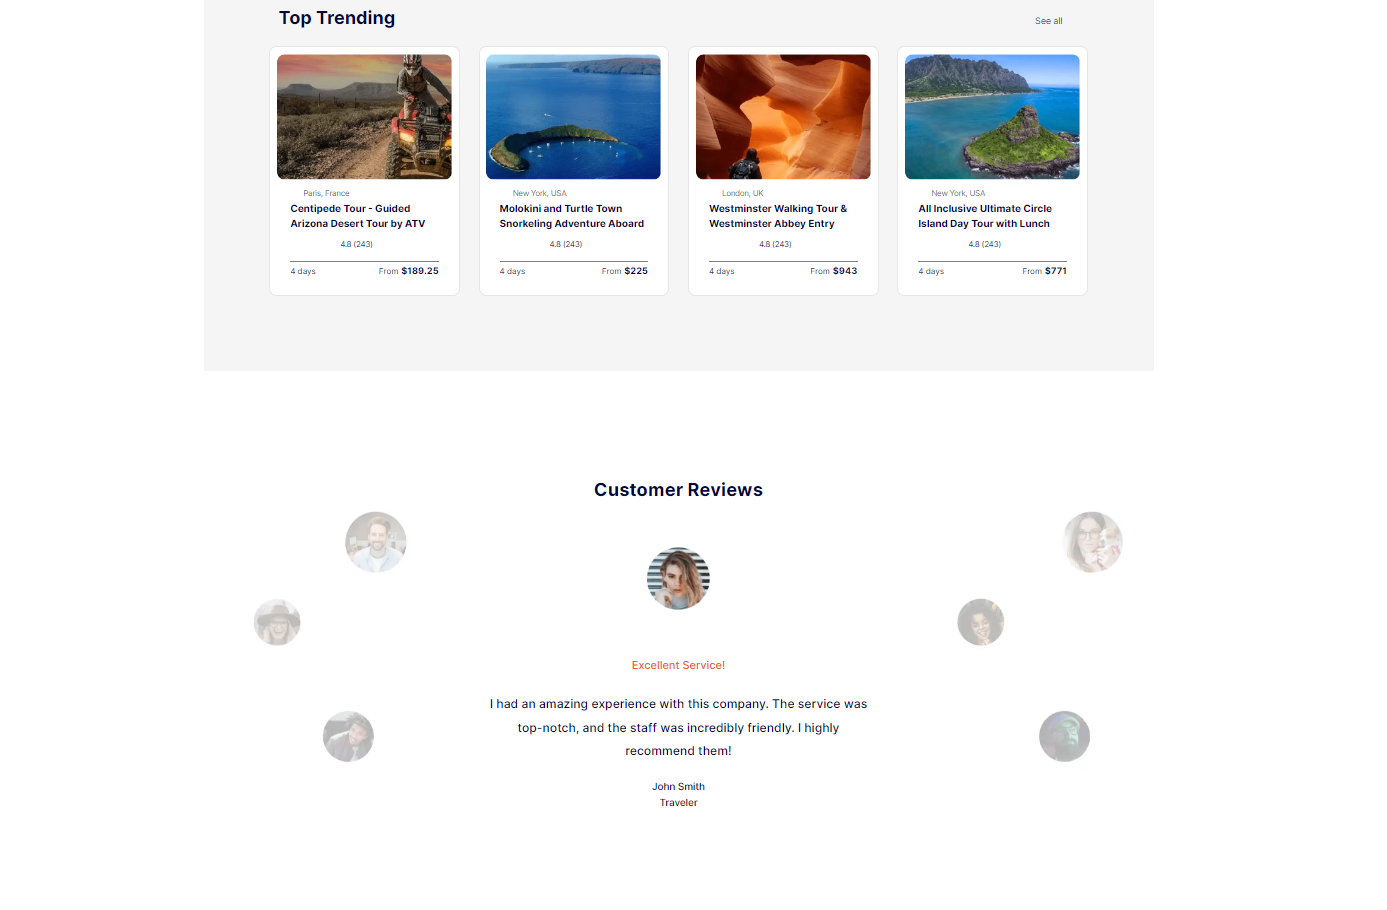 Top Trending
See all
Paris, France
Centipede Tour - Guided
Arizona Desert Tour by ATV
4.8 (243)
4 days
From $189.25
New York, USA
Molokini and Turtle Town
Snorkeling Adventure Aboard
4.8 (243)
4 days
From $225
London, UK
Westminster Walking Tour &
Westminster Abbey Entry
4.8 (243)
4 days
From $943
New York, USA
All Inclusive Ultimate Circle
Island Day Tour with Lunch
4.8 (243)
4 days
From $771
Customer Reviews
Excellent Service!
I had an amazing experience with this company. The service was
top-notch, and the staff was incredibly friendly. I highly
recommend them!
John Smith
Traveler